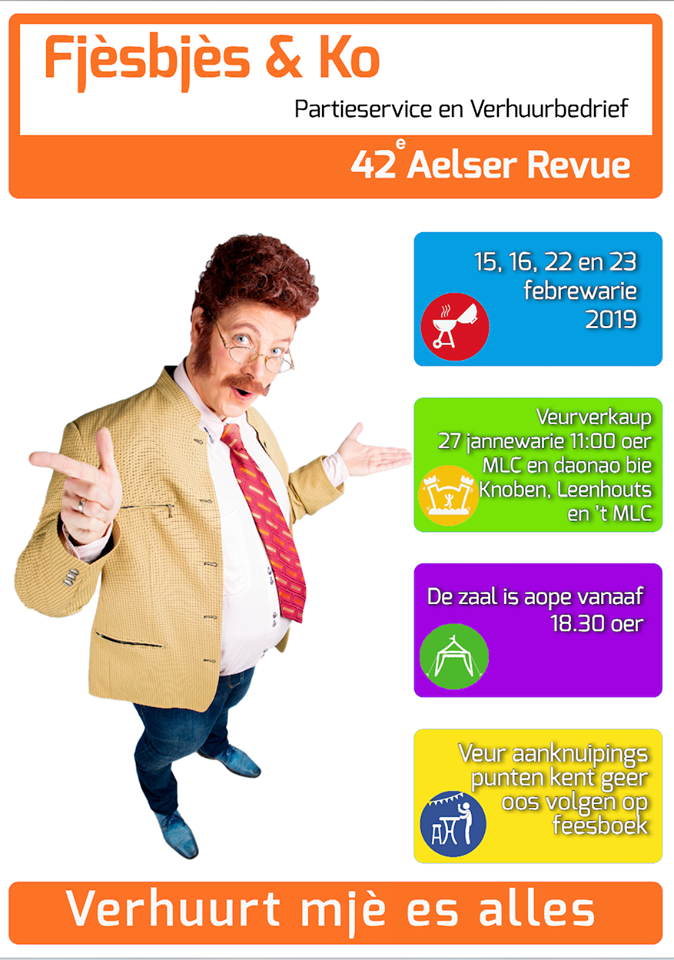 Fjèsbjès & Ko
Partieservice en Verhuurbedrief
42e Aelser Revue
15, 16, 22 en 23
febrewarie
2019
Veurverkaup
27 jannewarie 11:00 oer
MLC en daonao bie
Knoben, Leenhouts
en 't MLC
De zaal is aope vanaaf
18.30 oer
Veur aanknuipings
punten kent geer
oos volgen op
feesboek
Verhuurt mjè es alles